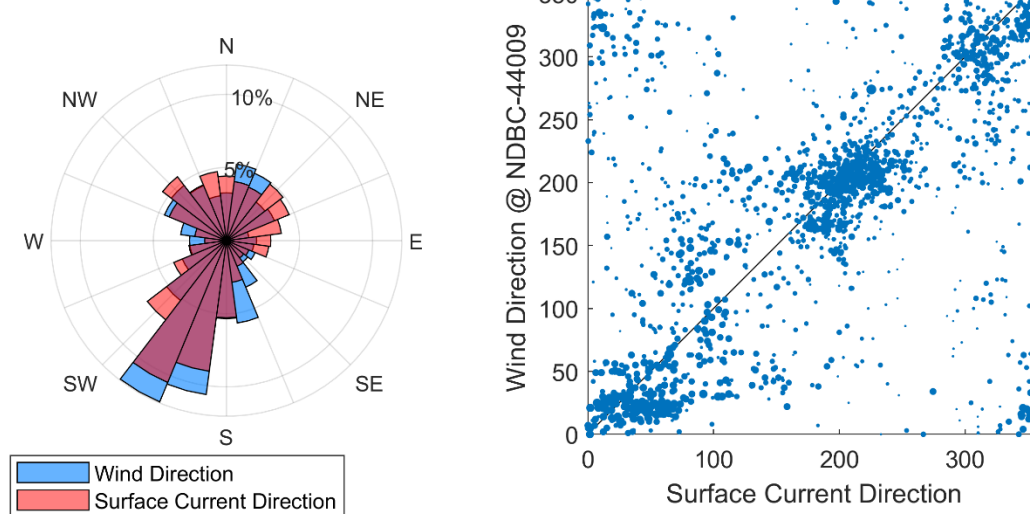 N
NW
NE
10%
5%
W
E
SW
SE
S
Wind Direction
Surface Current Direction
Wind Direction @ NDBC-44009
300
250
200
150
100
50
0
0
100
200
300
Surface Current Direction